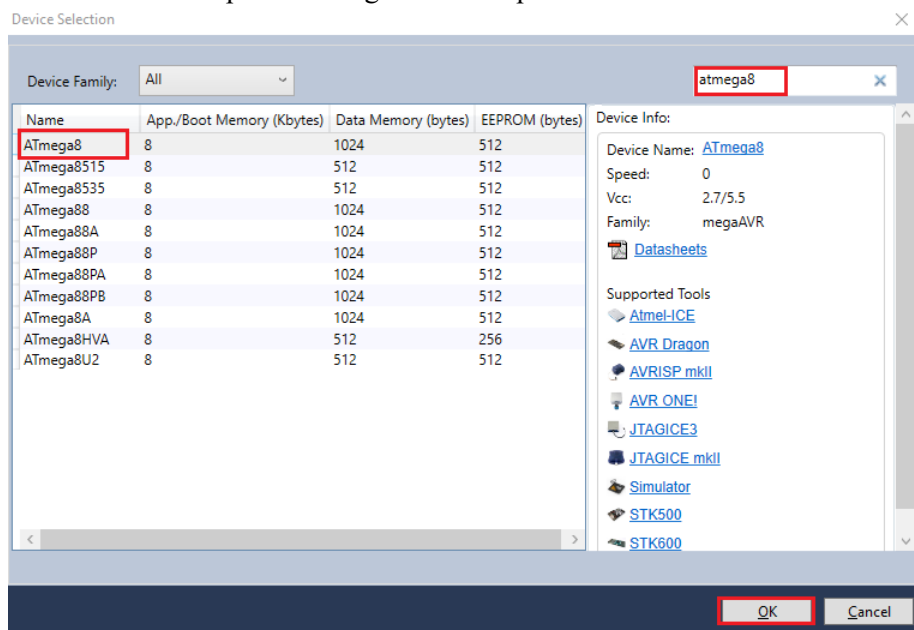 Device Selection
Device Family: All atmega8
Name App./Boot Memory (Kbytes) Data Memory (bytes) EEPROM (bytes)
ATmega8 8 1024 512
ATmega8515 8 512 512
ATmega8535 8 512 512
ATmega88 8 1024 512
ATmega88A 8 1024 512
ATmega88P 8 1024 512
ATmega88PA 8 1024 512
ATmega88PB 8 1024 512
ATmega8A 8 1024 512
ATmega8HVA 8 512 256
ATmega8U2 8 512 512
Device Info:
Device Name: ATmega8
Speed: 0
Vcc: 2.7/5.5
Family: megaAVR
Datasheets
Supported Tools
Atmel-ICE
AVR Dragon
AVRISP mkII
AVR ONE!
JTAGICE3
JTAGICE mkII
Simulator
STK500
STK600
OK Cancel